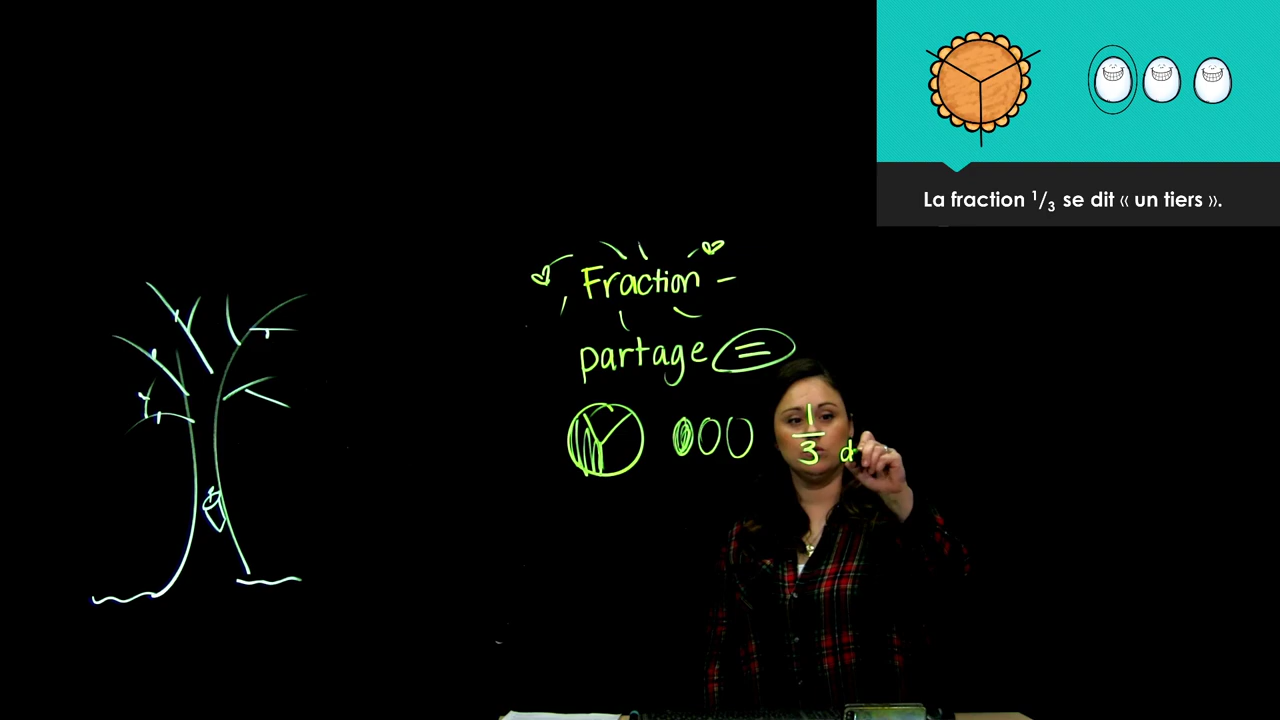 La fraction 1/3 se dit « un tiers ».
Fraction
partage =
1/3 d